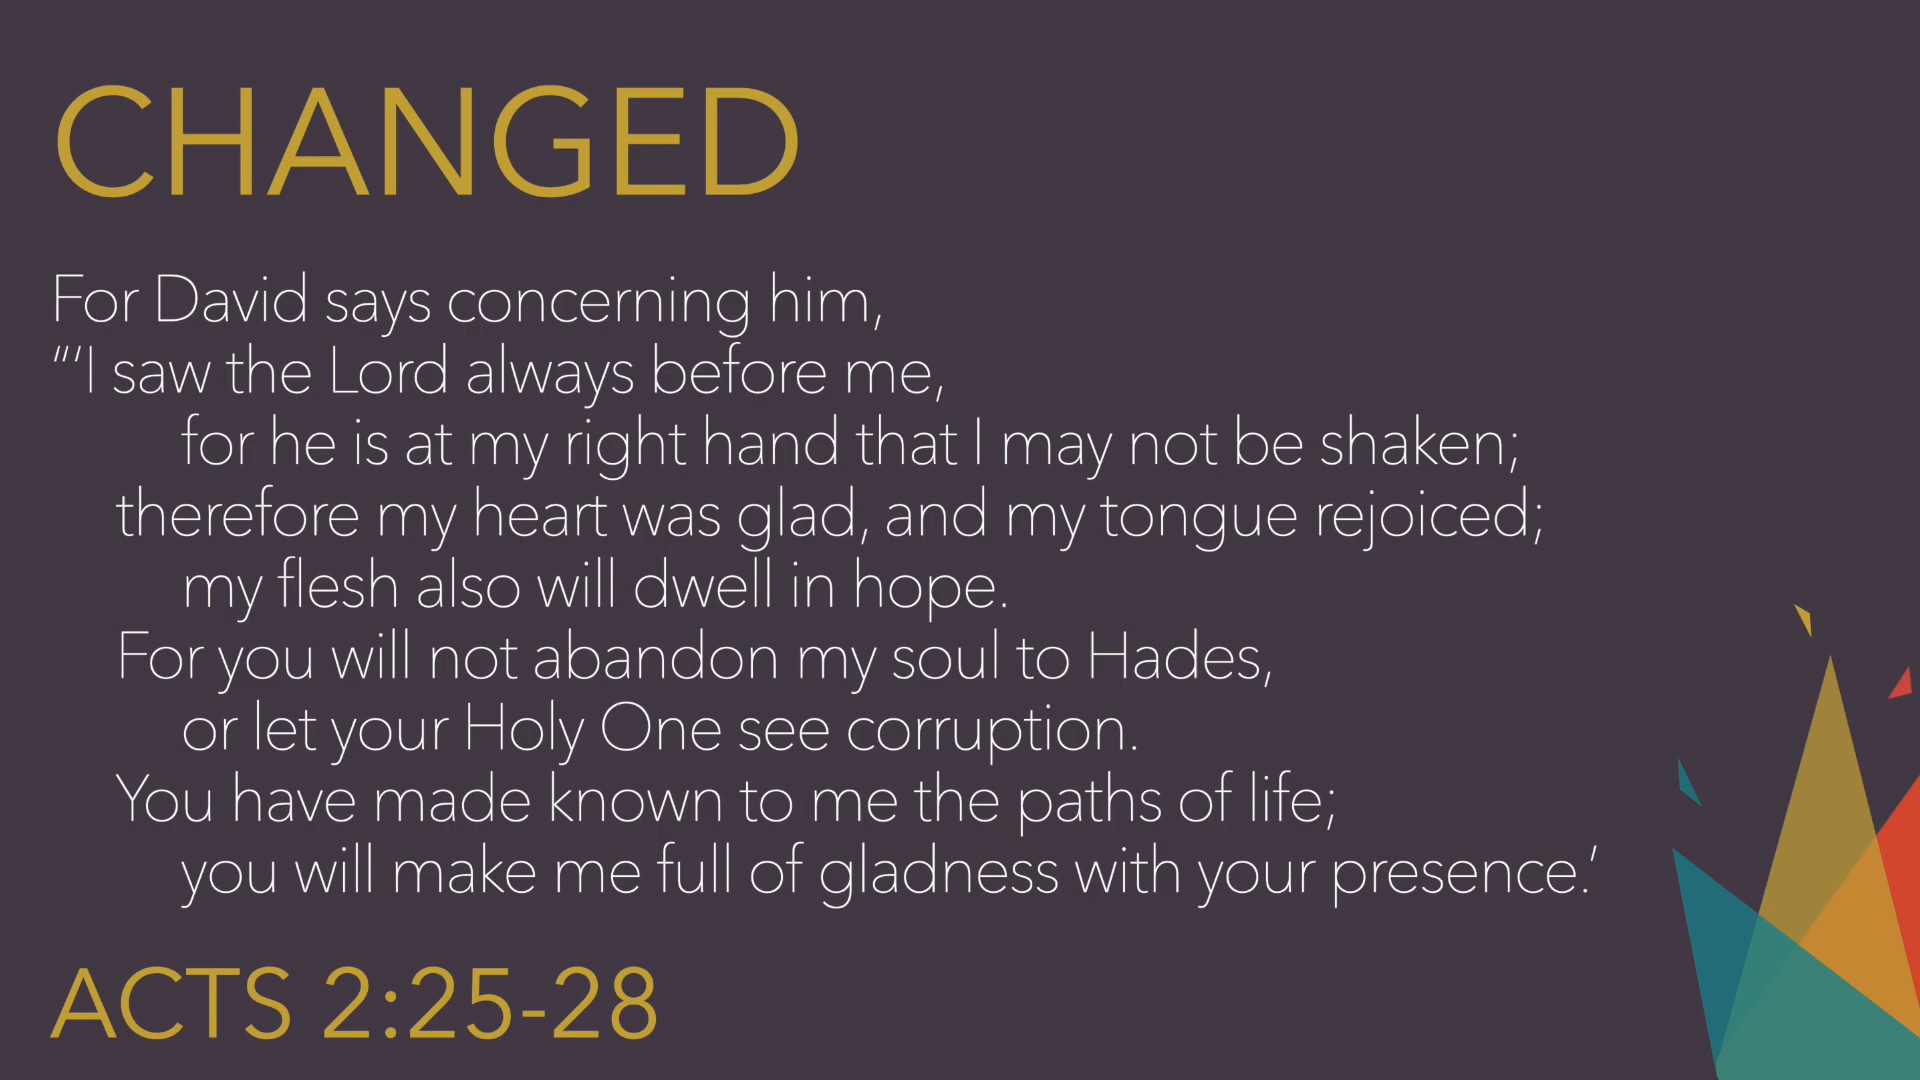 CHANGED
For David says concerning him,
“‘I saw the Lord always before me,
for he is at my right hand that I may not be shaken;
therefore my heart was glad, and my tongue rejoiced;
my flesh also will dwell in hope.
For you will not abandon my soul to Hades,
or let your Holy One see corruption.
You have made known to me the paths of life;
you will make me full of gladness with your presence.’
ACTS 2:25-28